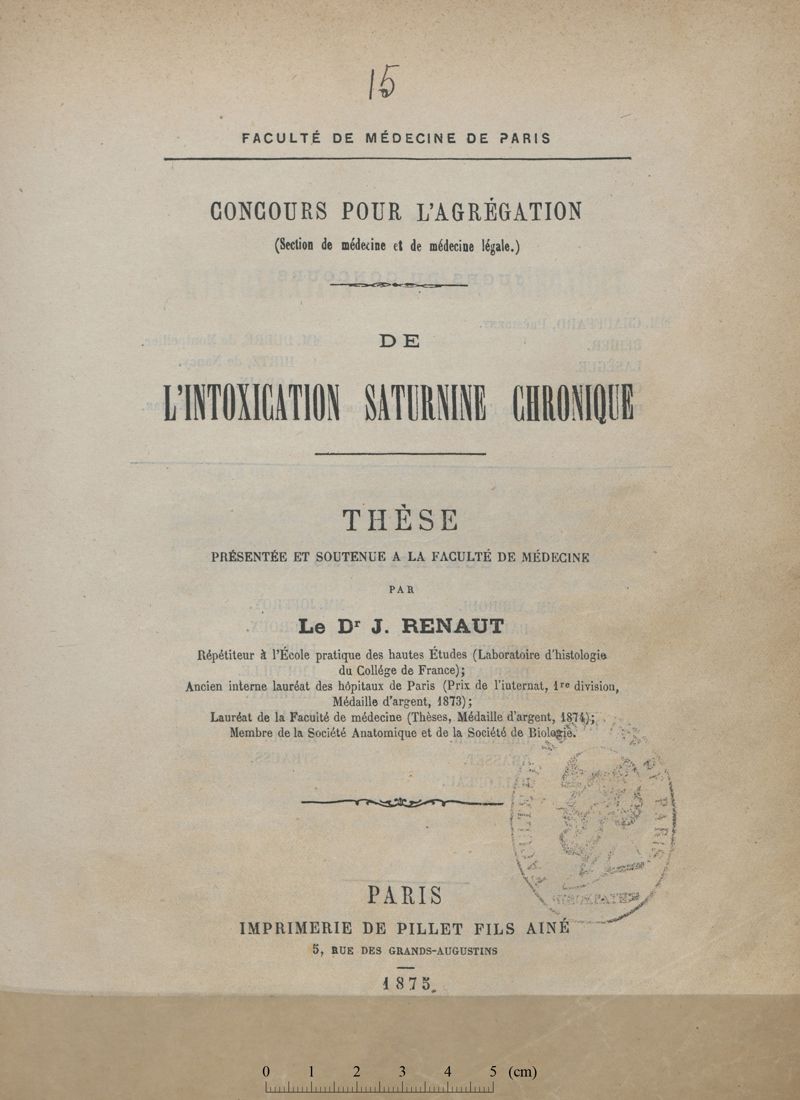 15
FACULTÉ DE MÉDECINE DE PARIS
CONCOURS POUR L'AGRÉGATION
(Section de médecine et de médecine légale.)
DE
L'INTOXICATION SATURNINE CHRONIQUE
THÈSE
PRÉSENTÉE ET SOUTENUE A LA FACULTÉ DE MÉDECINE
PAR
Le Dr J. RENAUT
Répétiteur à l'École pratique des hautes Études (Laboratoire d'histologie
du Collége de France);
Ancien interne lauréat des hôpitaux de Paris (Prix de l'internat, 1re division,
Médaille d'argent, 1873);
Lauréat de la Faculté de médecine (Thèses, Médaille d'argent, 1874);
Membre de la Société Anatomique et de la Société de Biologie.
PARIS
IMPRIMERIE DE PILLET FILS AINÉ
5, RUE DES GRANDS-AUGUSTINS
1875.
0 1 2 3 4 5 (cm)